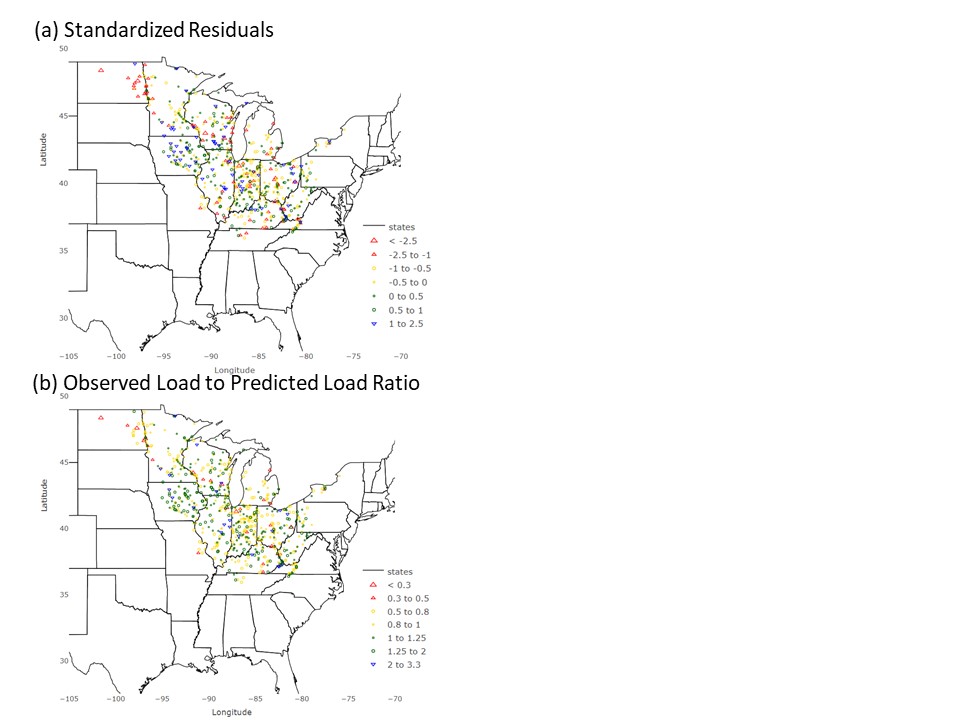 (a) Standardized Residuals
50
45
40
35
30
Latitude
states
< -2.5
-2.5 to -1
-1 to -0.5
-0.5 to 0
0 to 0.5
0.5 to 1
1 to 2.5
−105 −100 −95 −90 −85 −80 −75 −70
Longitude
(b) Observed Load to Predicted Load Ratio
50
45
40
35
30
Latitude
states
< 0.3
0.3 to 0.5
0.5 to 0.8
0.8 to 1
1 to 1.25
1.25 to 2
2 to 3.3
−105 −100 −95 −90 −85 −80 −75 −70
Longitude